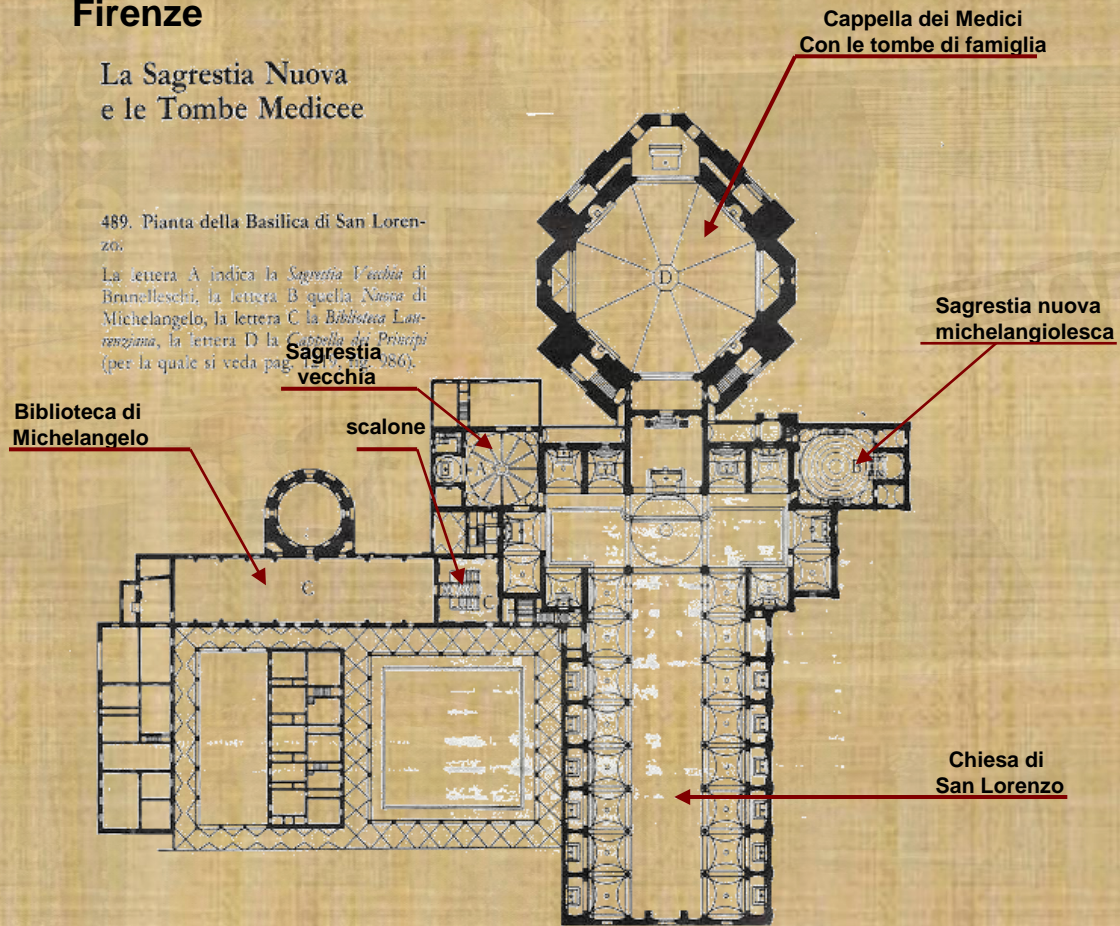 Firenze
La Sagrestia Nuova
e le Tombe Medicee
489. Pianta della Basilica di San Loren-
zo.
La lettera A indica la Sagrestia Vecchia di
Brunelleschi, la lettera B quella Nuova di
Michelangelo, la lettera C la Biblioteca Lau-
renziana, la lettera D la Cappella dei Principi
(per la quale si veda pag. fig. 986).
Cappella dei Medici
Con le tombe di famiglia
Sagrestia nuova
michelangiolesca
Sagrestia
vecchia
Biblioteca di
Michelangelo
scalone
Chiesa di
San Lorenzo
D
A
B
C
C